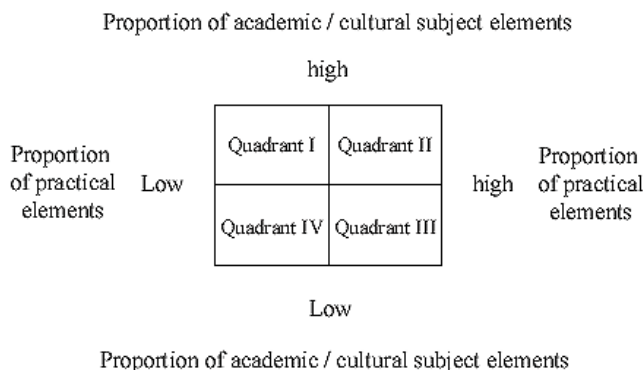 Proportion of academic / cultural subject elements
high
Quadrant I Quadrant II
Proportion
of practical
elements
Low
high
Proportion
of practical
elements
Quadrant IV Quadrant III
Low
Proportion of academic / cultural subject elements